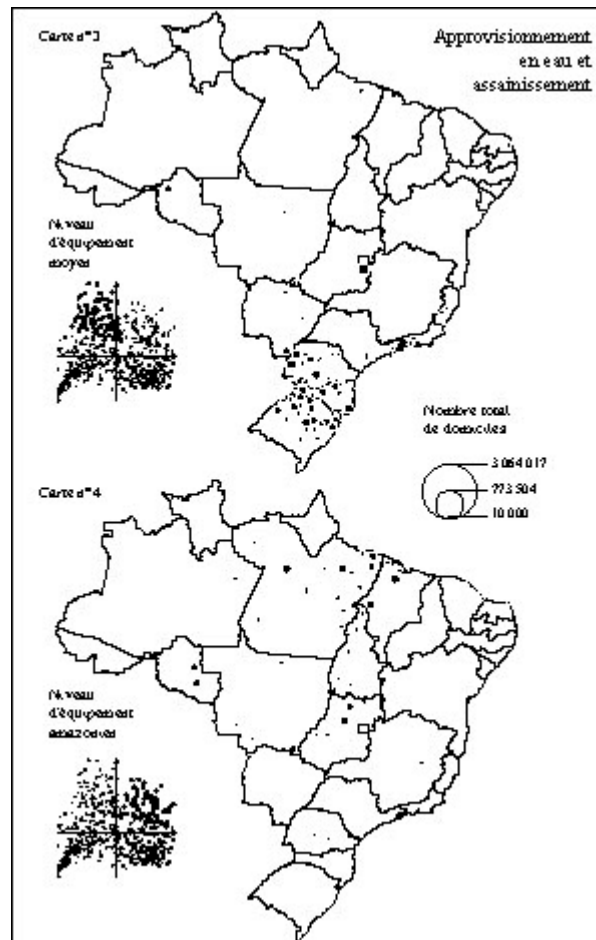 Carte n°3
Approvisionnement
en eau et
assainissement
Niveau
d'équipement
moyen
Nombre total
de domiciles
3 064 017
773 504
10 000
Carte n°4
Niveau
d'équipement